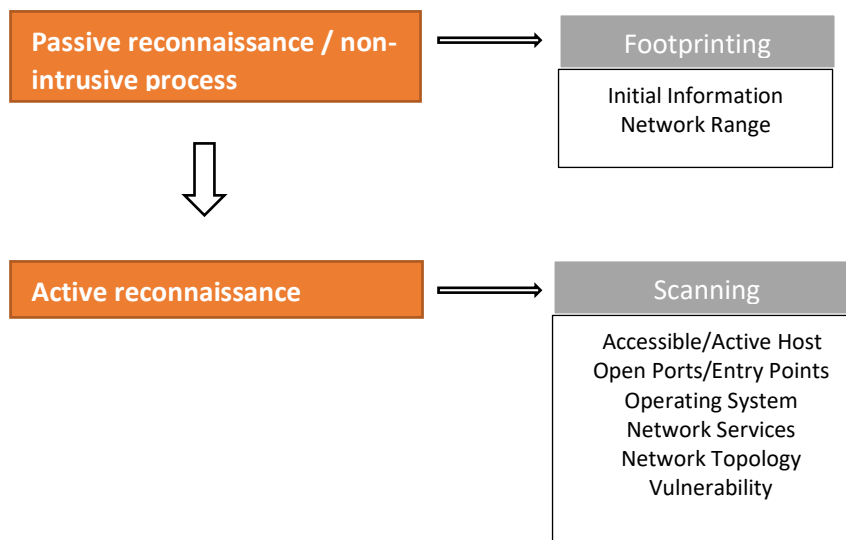 Passive reconnaissance / non-
intrusive process
Footprinting
Initial Information
Network Range
Active reconnaissance
Scanning
Accessible/Active Host
Open Ports/Entry Points
Operating System
Network Services
Network Topology
Vulnerability